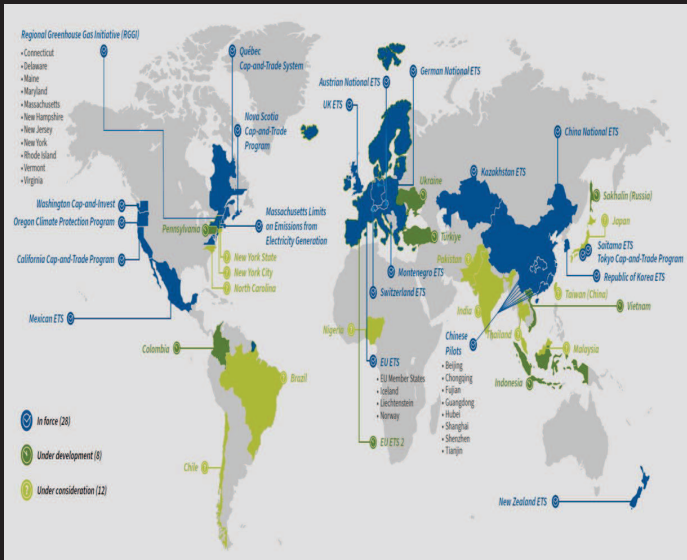 Regional Greenhouse Gas Initiative (RGGI)
• Connecticut
• Delaware
• Maine
• Maryland
• Massachusetts
• New Hampshire
• New Jersey
• New York
• Rhode Island
• Vermont
• Virginia
Québec
Cap-and-Trade System
Nova Scotia
Cap-and-Trade
Program
Washington Cap-and-Invest
Oregon Climate Protection Program
California Cap-and-Trade Program
Mexican ETS
Pennsylvania
Massachusetts Limits
on Emissions from
Electricity Generation
New York State
New York City
North Carolina
Colombia
Brazil
Chile
Austrian National ETS
German National ETS
UK ETS
Ukraine
Türkiye
Montenegro ETS
Switzerland ETS
Nigeria
EU ETS
• EU Member States
• Iceland
• Liechtenstein
• Norway
EU ETS 2
Kazakhstan ETS
China National ETS
Sakhalin (Russia)
Japan
Saitama ETS
Tokyo Cap-and-Trade Program
Republic of Korea ETS
Pakistan
India
Taiwan (China)
Vietnam
Thailand
Malaysia
Indonesia
Chinese
Pilots
• Beijing
• Chongqing
• Fujian
• Guangdong
• Hubei
• Shanghai
• Shenzhen
• Tianjin
New Zealand ETS
In force (28)
Under development (8)
Under consideration (12)